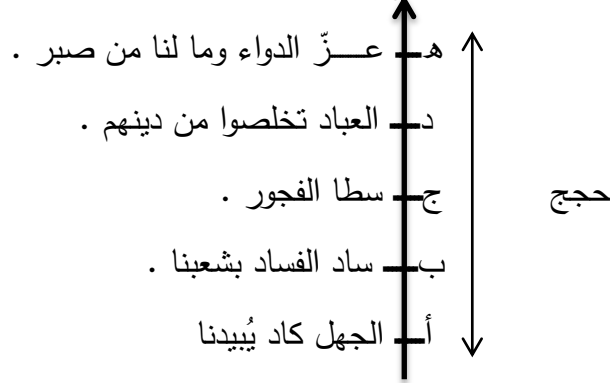 هـ عـــزّ الدواء وما لنا من صبر .
د العباد تخلصوا من دينهم .
ج سطا الفجور .
حجج
ب ساد الفساد بشعبنا .
أ الجهل كاد يُبيدنا